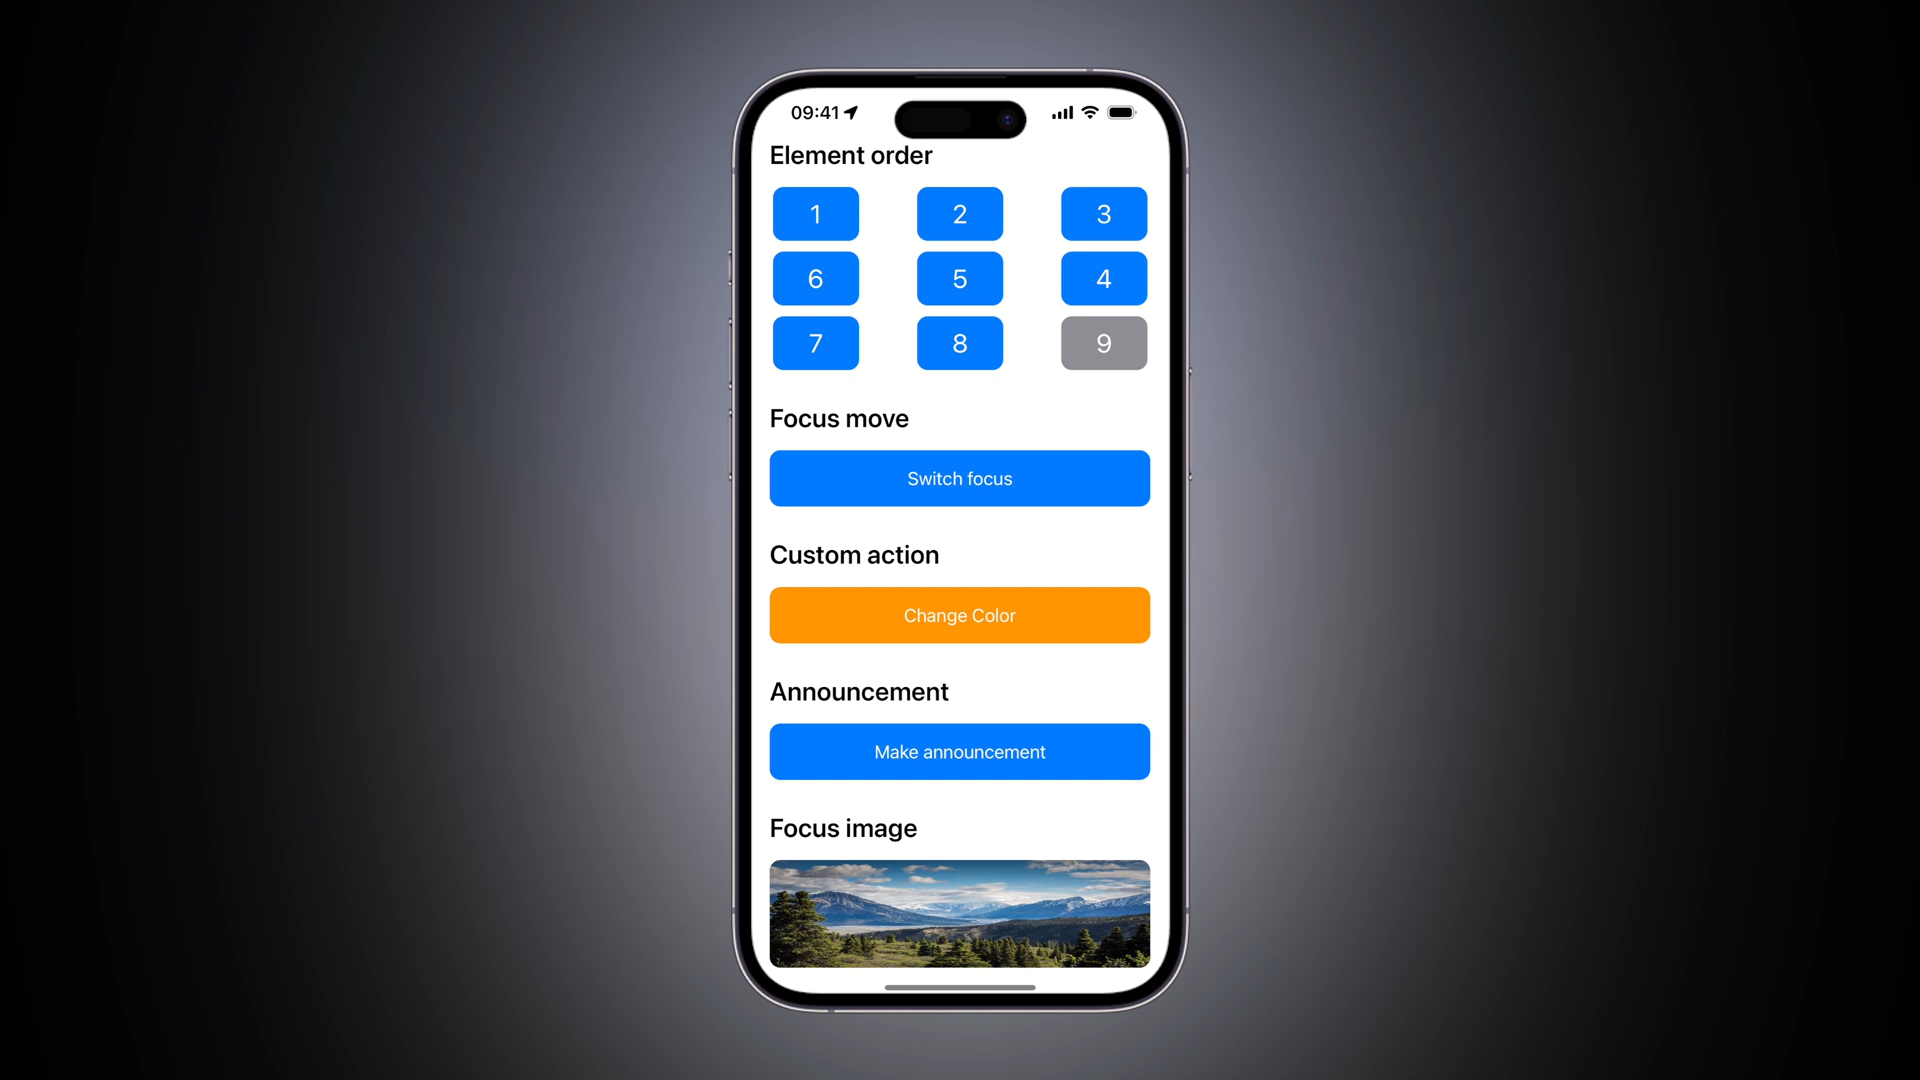 09:41
Element order
1 2 3
6 5 4
7 8 9
Focus move
Switch focus
Custom action
Change Color
Announcement
Make announcement
Focus image